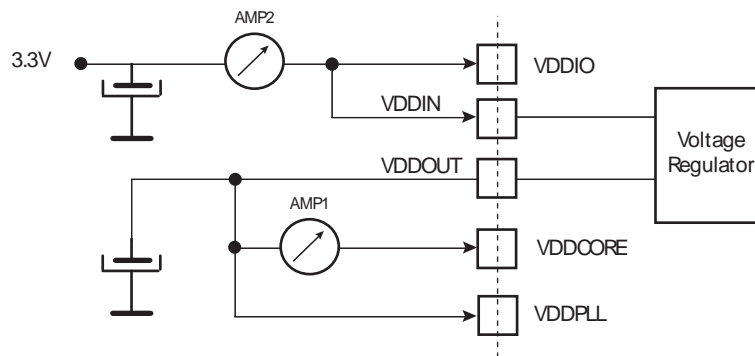 AMP2
3.3V
VDDIO
VDDIN
Voltage
Regulator
VDDOUT
AMP1
VDDCORE
VDDPLL